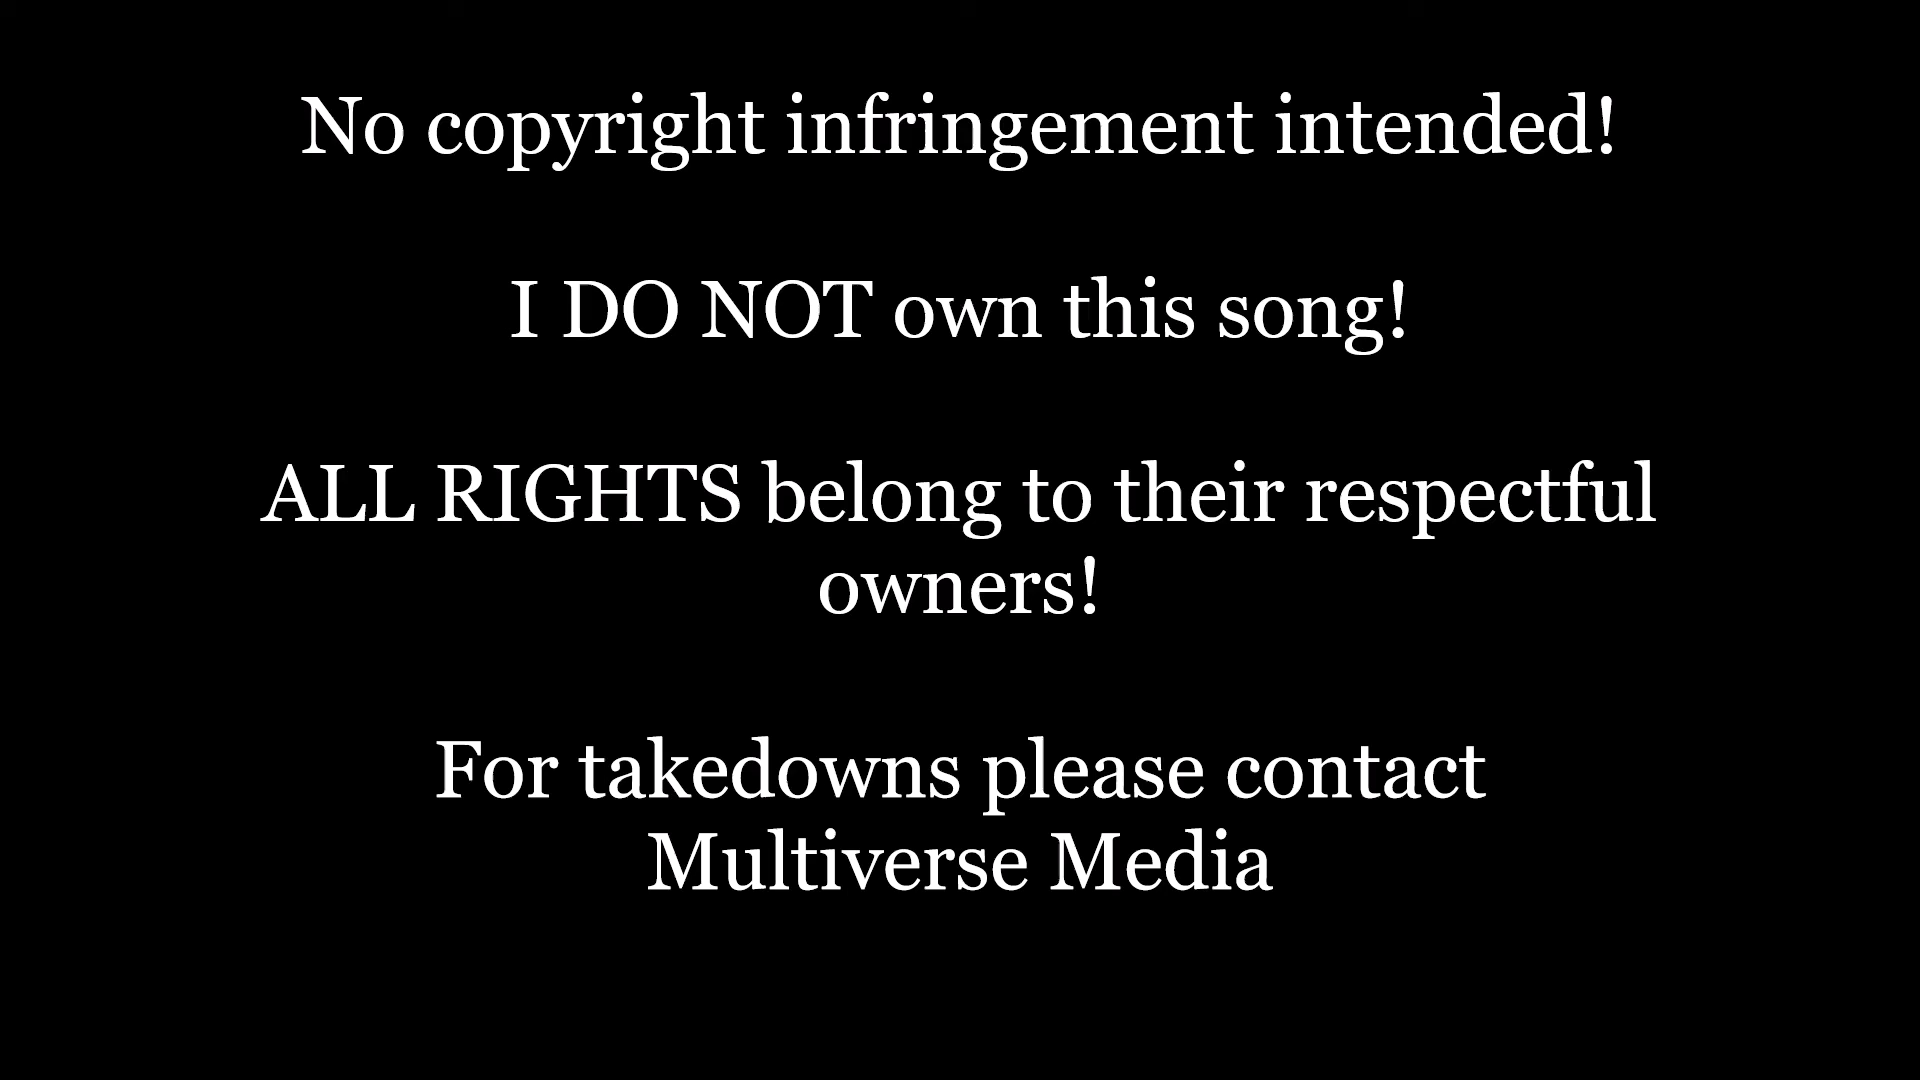 No copyright infringement intended!
I DO NOT own this song!
ALL RIGHTS belong to their respectful
owners!
For takedowns please contact
Multiverse Media